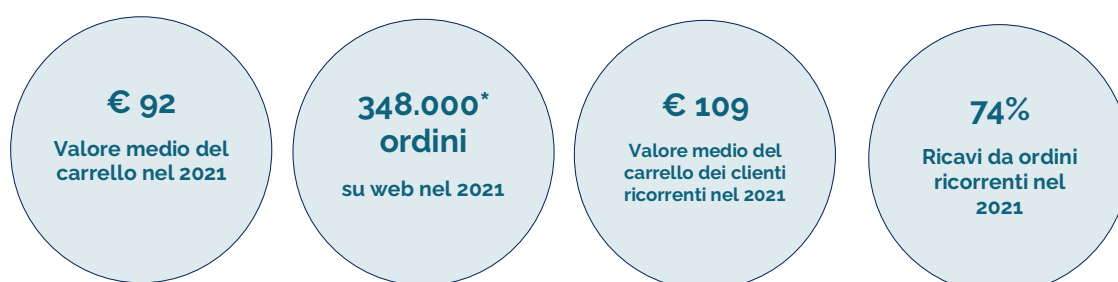 € 92
Valore medio del
carrello nel 2021
348.000*
ordini
su web nel 2021
€ 109
Valore medio del
carrello dei clienti
ricorrenti nel 2021
74%
Ricavi da ordini
ricorrenti nel
2021